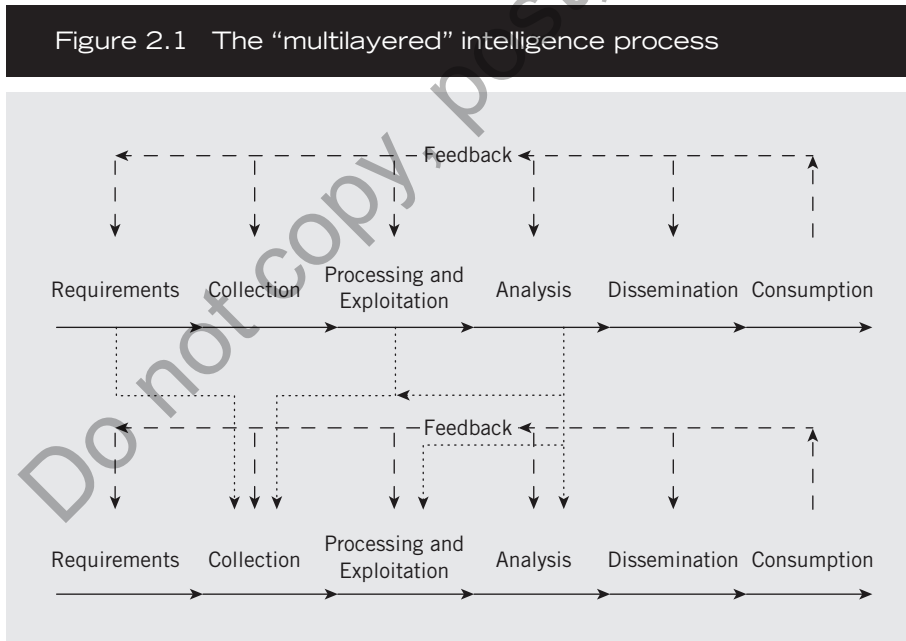 Figure 2.1 The “multilayered” intelligence process
Feedback
Requirements Collection Processing and Exploitation Analysis Dissemination Consumption
Feedback
Requirements Collection Processing and Exploitation Analysis Dissemination Consumption
Do not copy, post,